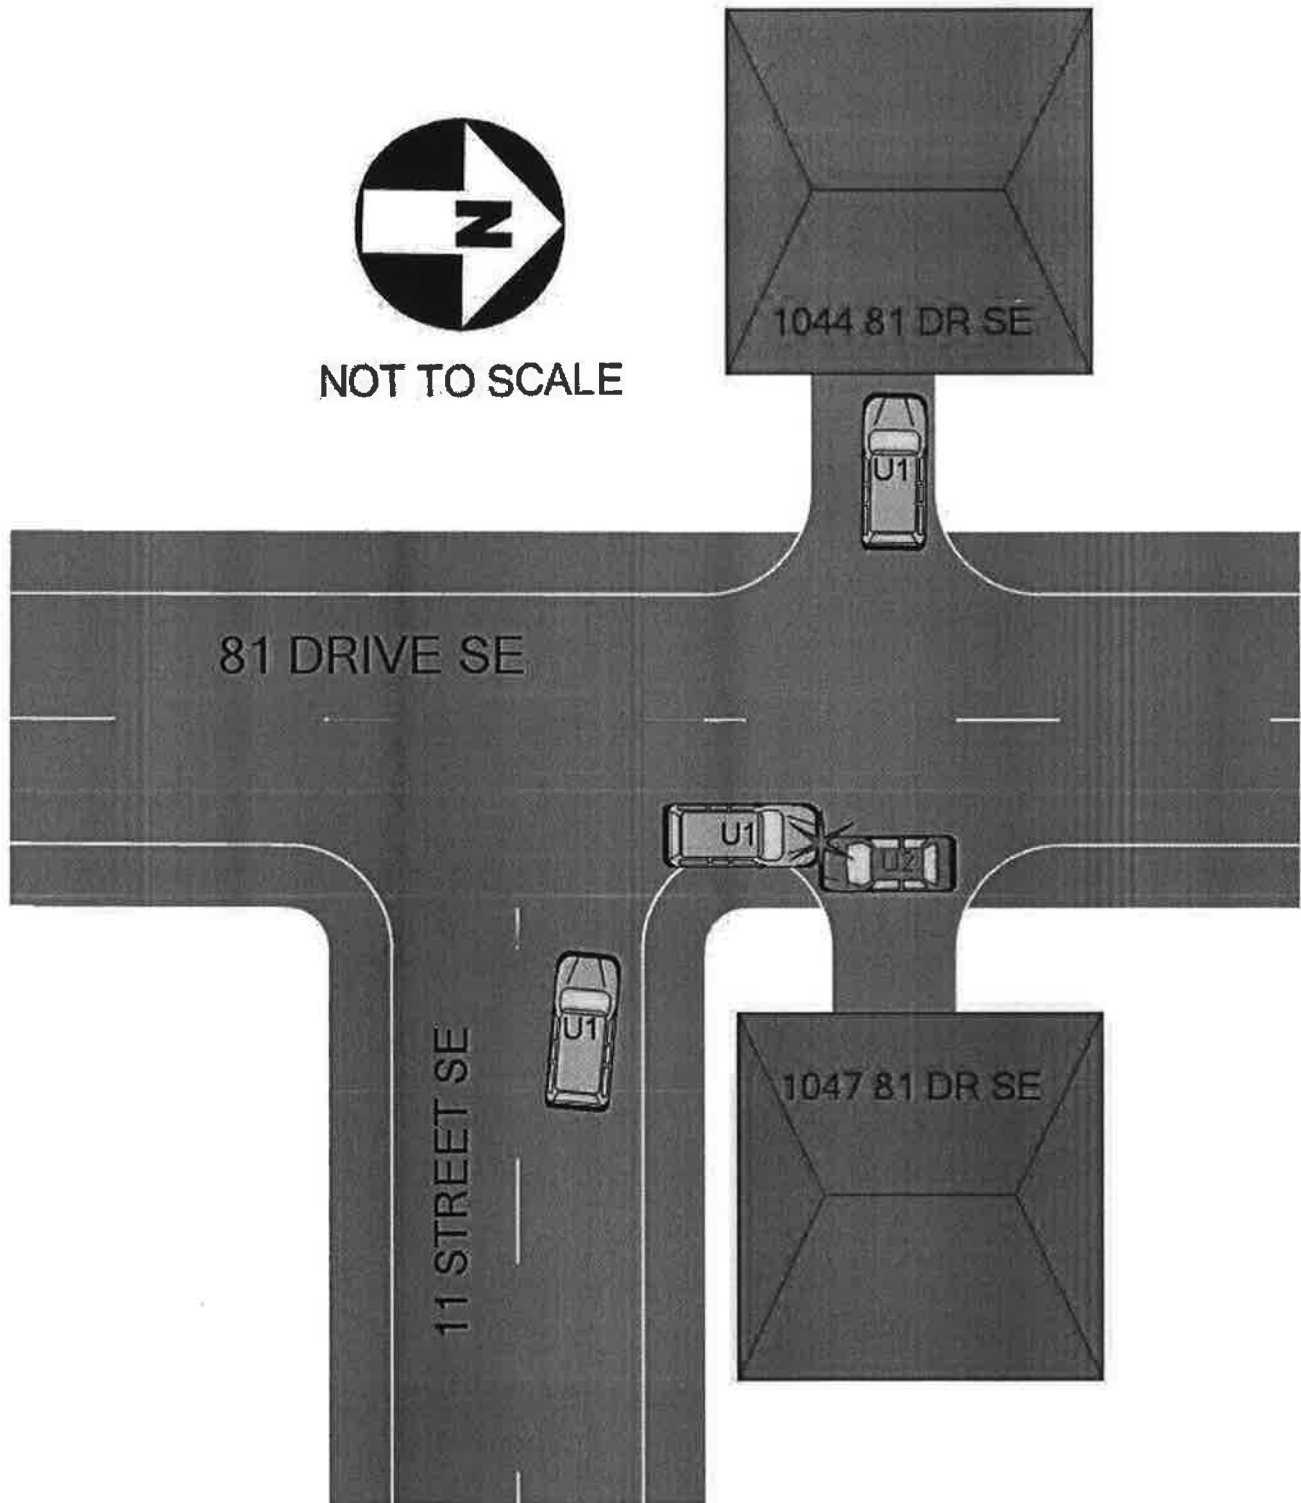 1044 81 DR SE
N
NOT TO SCALE
U1
81 DRIVE SE
U1
U2
U1
11 STREET SE
1047 81 DR SE